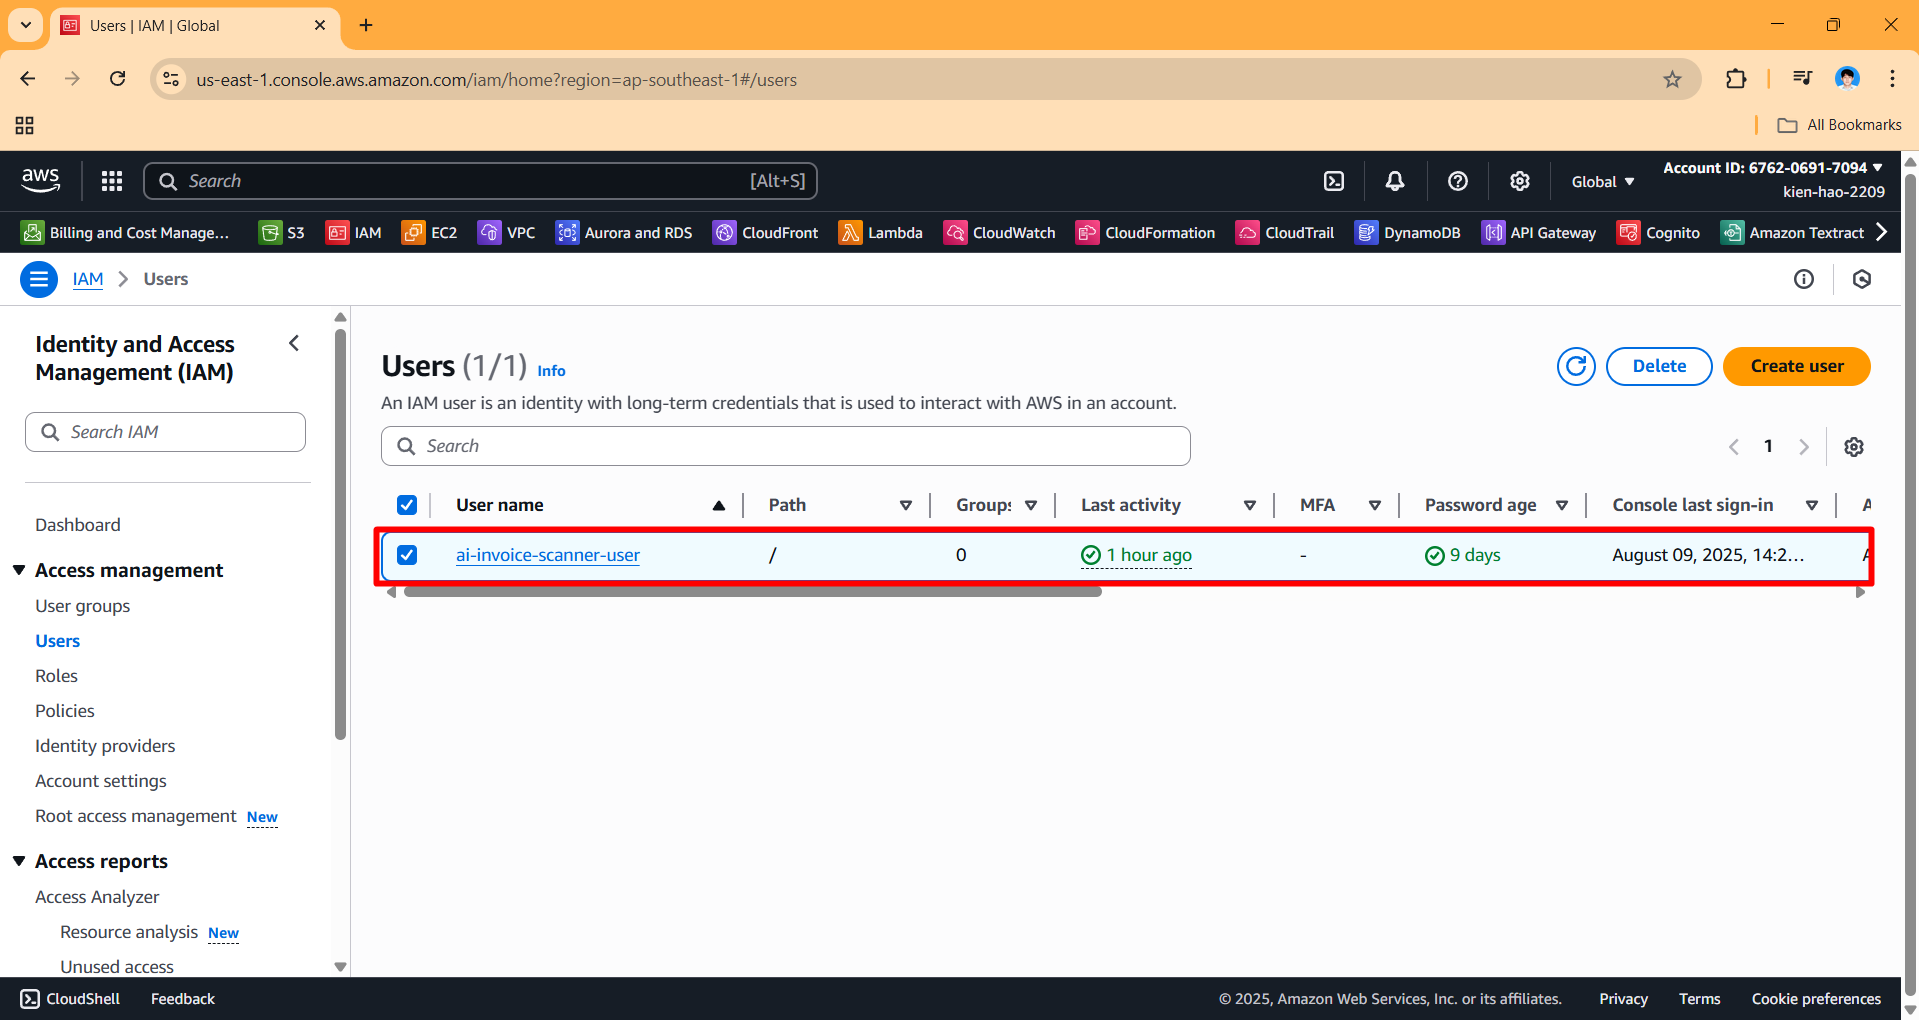 Users | IAM | Global
us-east-1.console.aws.amazon.com/iam/home?region=ap-southeast-1#/users
All Bookmarks
aws
Search [Alt+S]
Global
Account ID: 6762-0691-7094
kien-hao-2209
Billing and Cost Manage... S3 IAM EC2 VPC Aurora and RDS CloudFront Lambda CloudWatch CloudFormation CloudTrail DynamoDB API Gateway Cognito Amazon Textract
IAM > Users
Identity and Access
Management (IAM)
Search IAM
Dashboard
Access management
User groups
Users
Roles
Policies
Identity providers
Account settings
Root access management New
Access reports
Access Analyzer
Resource analysis New
Unused access
Users (1/1) Info
Delete
Create user
An IAM user is an identity with long-term credentials that is used to interact with AWS in an account.
Search
1
User name Path Groups Last activity MFA Password age Console last sign-in
ai-invoice-scanner-user / 0 1 hour ago - 9 days August 09, 2025, 14:2...
CloudShell Feedback
© 2025, Amazon Web Services, Inc. or its affiliates. Privacy Terms Cookie preferences